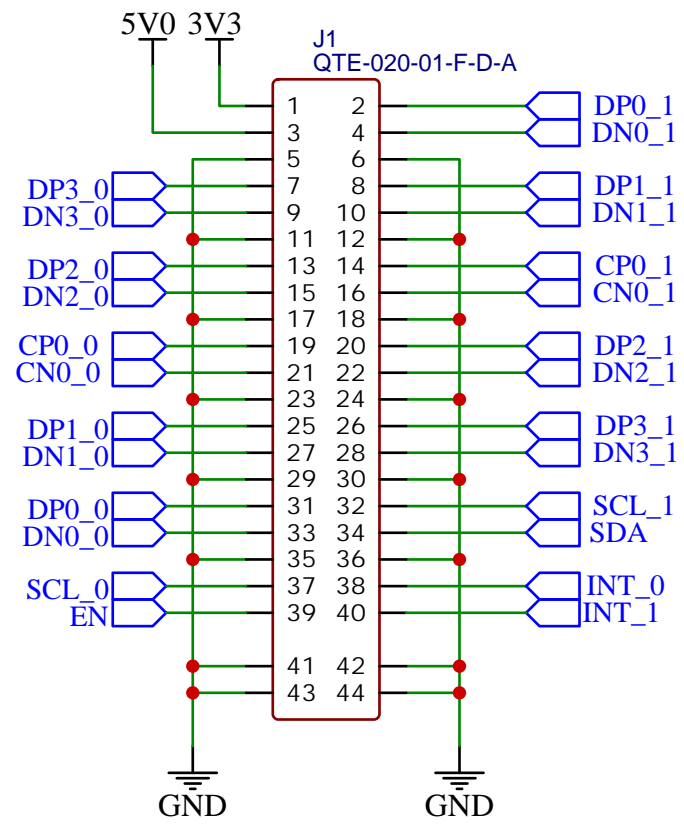 5V0 3V3
J1
QTE-020-01-F-D-A
1 2 DP0_1
3 4 DN0_1
5 6
DP3_0 7 8 DP1_1
DN3_0 9 10 DN1_1
11 12
DP2_0 13 14 CP0_1
DN2_0 15 16 CN0_1
17 18
CP0_0 19 20 DP2_1
CN0_0 21 22 DN2_1
23 24
DP1_0 25 26 DP3_1
DN1_0 27 28 DN3_1
29 30
DP0_0 31 32 SCL_1
DN0_0 33 34 SDA
35 36
SCL_0 37 38 INT_0
EN 39 40 INT_1
41 42
43 44
GND GND